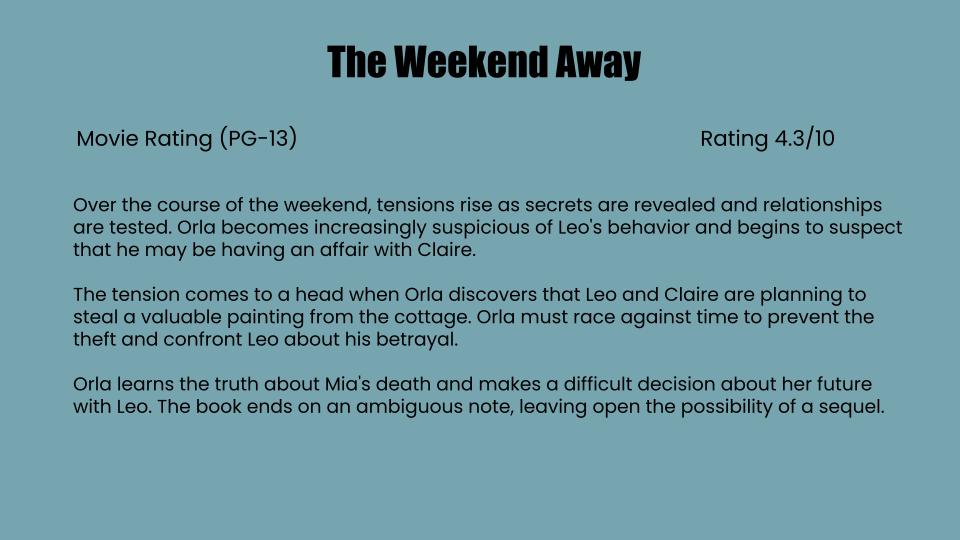 The Weekend Away
Movie Rating (PG-13)
Rating 4.3/10
Over the course of the weekend, tensions rise as secrets are revealed and relationships
are tested. Orla becomes increasingly suspicious of Leo's behavior and begins to suspect
that he may be having an affair with Claire.
The tension comes to a head when Orla discovers that Leo and Claire are planning to
steal a valuable painting from the cottage. Orla must race against time to prevent the
theft and confront Leo about his betrayal.
Orla learns the truth about Mia's death and makes a difficult decision about her future
with Leo. The book ends on an ambiguous note, leaving open the possibility of a sequel.